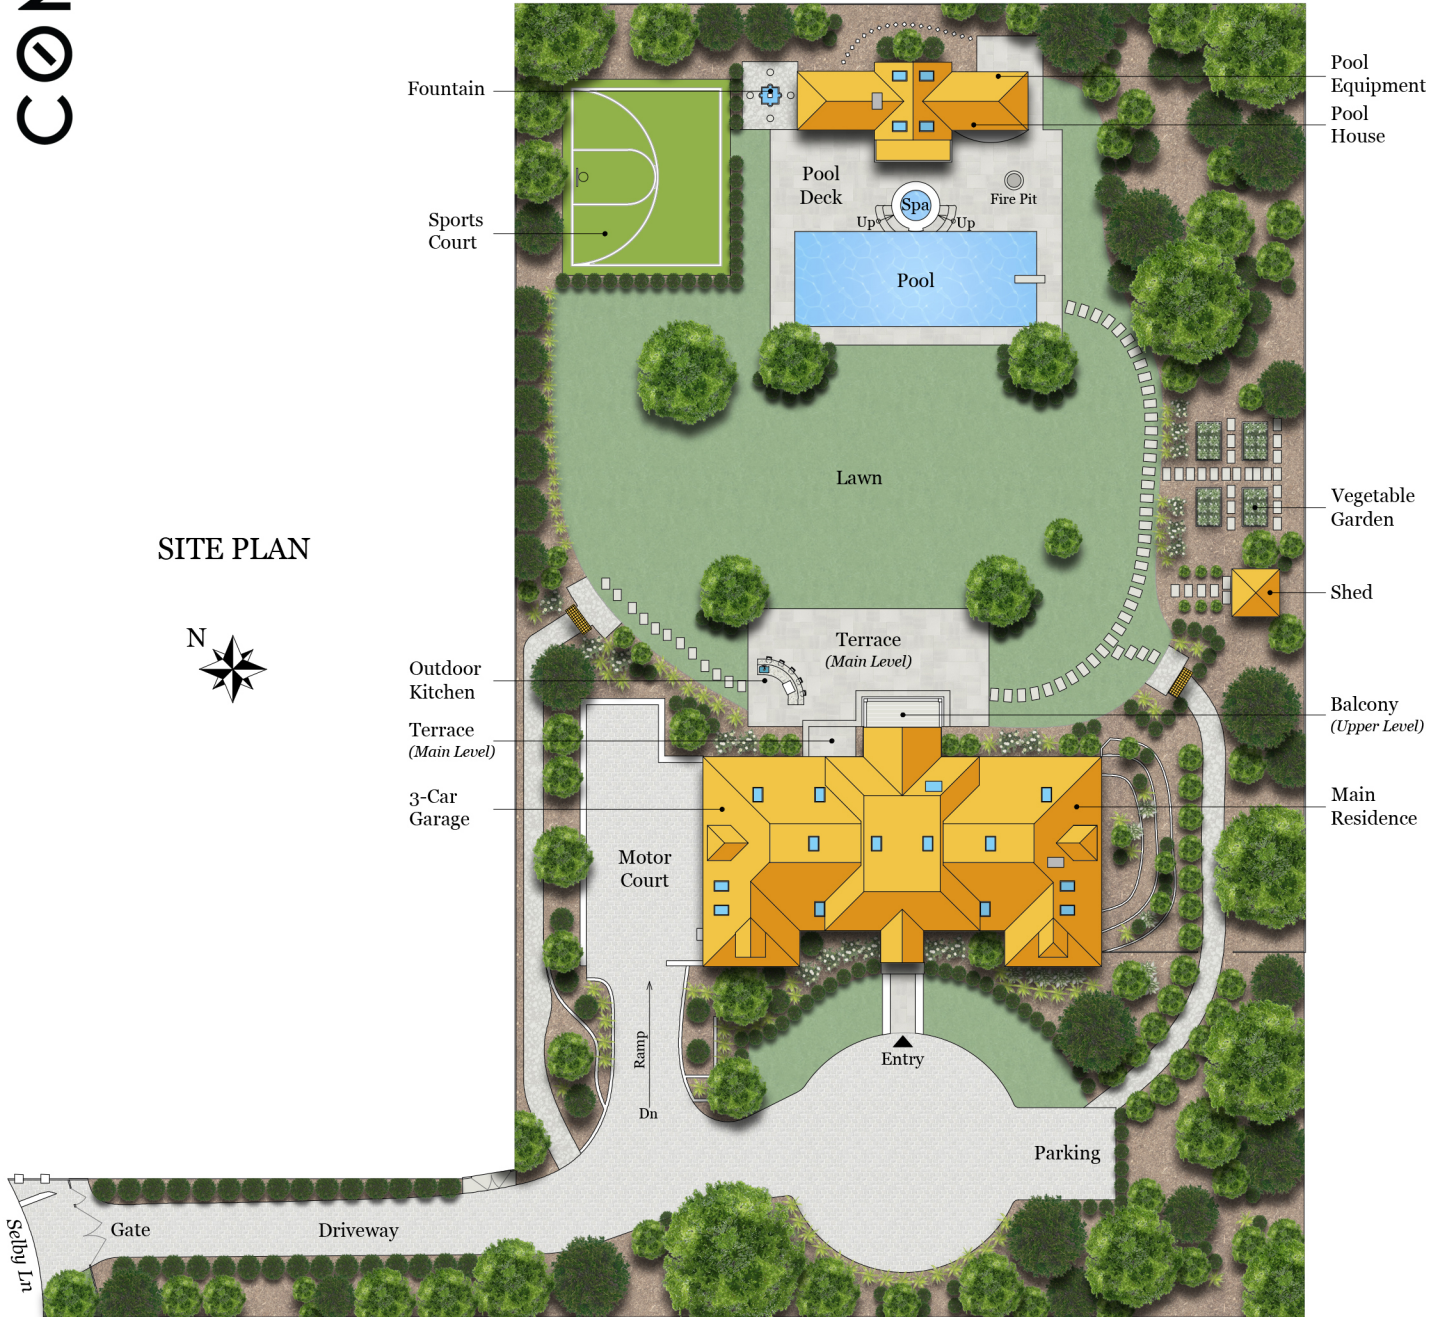 Fountain
Pool
Equipment
Pool
House
Pool
Deck
Spa
Fire Pit
Up
Up
Sports
Court
Pool
Lawn
Vegetable
Garden
SITE PLAN
Shed
N
Terrace
(Main Level)
Outdoor
Kitchen
Balcony
(Upper Level)
Terrace
(Main Level)
3-Car
Garage
Main
Residence
Motor
Court
Ramp
Entry
Dn
Parking
Gate
Driveway
Selby Ln